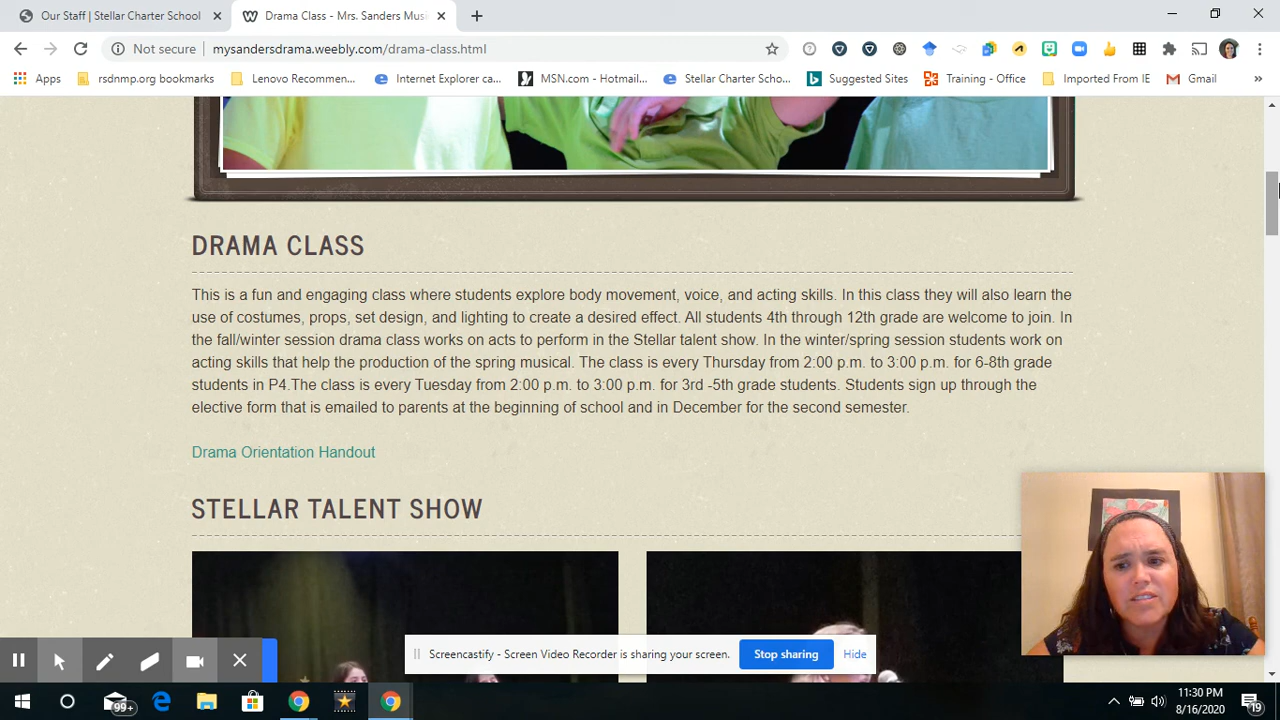 Our Staff | Stellar Charter School
Drama Class - Mrs. Sanders Mus
Not secure
mysandersdrama.weebly.com/drama-class.html
Apps
rsdnmp.org bookmarks
Lenovo Recommen...
Internet Explorer ca...
MSN.com - Hotmail...
Stellar Charter Scho...
Suggested Sites
Training - Office
Imported From IE
Gmail
»
DRAMA CLASS
This is a fun and engaging class where students explore body movement, voice, and acting skills. In this class they will also learn the
use of costumes, props, set design, and lighting to create a desired effect. All students 4th through 12th grade are welcome to join. In
the fall/winter session drama class works on acts to perform in the Stellar talent show. In the winter/spring session students work on
acting skills that help the production of the spring musical. The class is every Thursday from 2:00 p.m. to 3:00 p.m. for 6-8th grade
students in P4.The class is every Tuesday from 2:00 p.m. to 3:00 p.m. for 3rd -5th grade students. Students sign up through the
elective form that is emailed to parents at the beginning of school and in December for the second semester.
Drama Orientation Handout
STELLAR TALENT SHOW
Screencastify - Screen Video Recorder is sharing your screen.
Stop sharing
Hide
99+
11:30 PM
8/16/2020
19